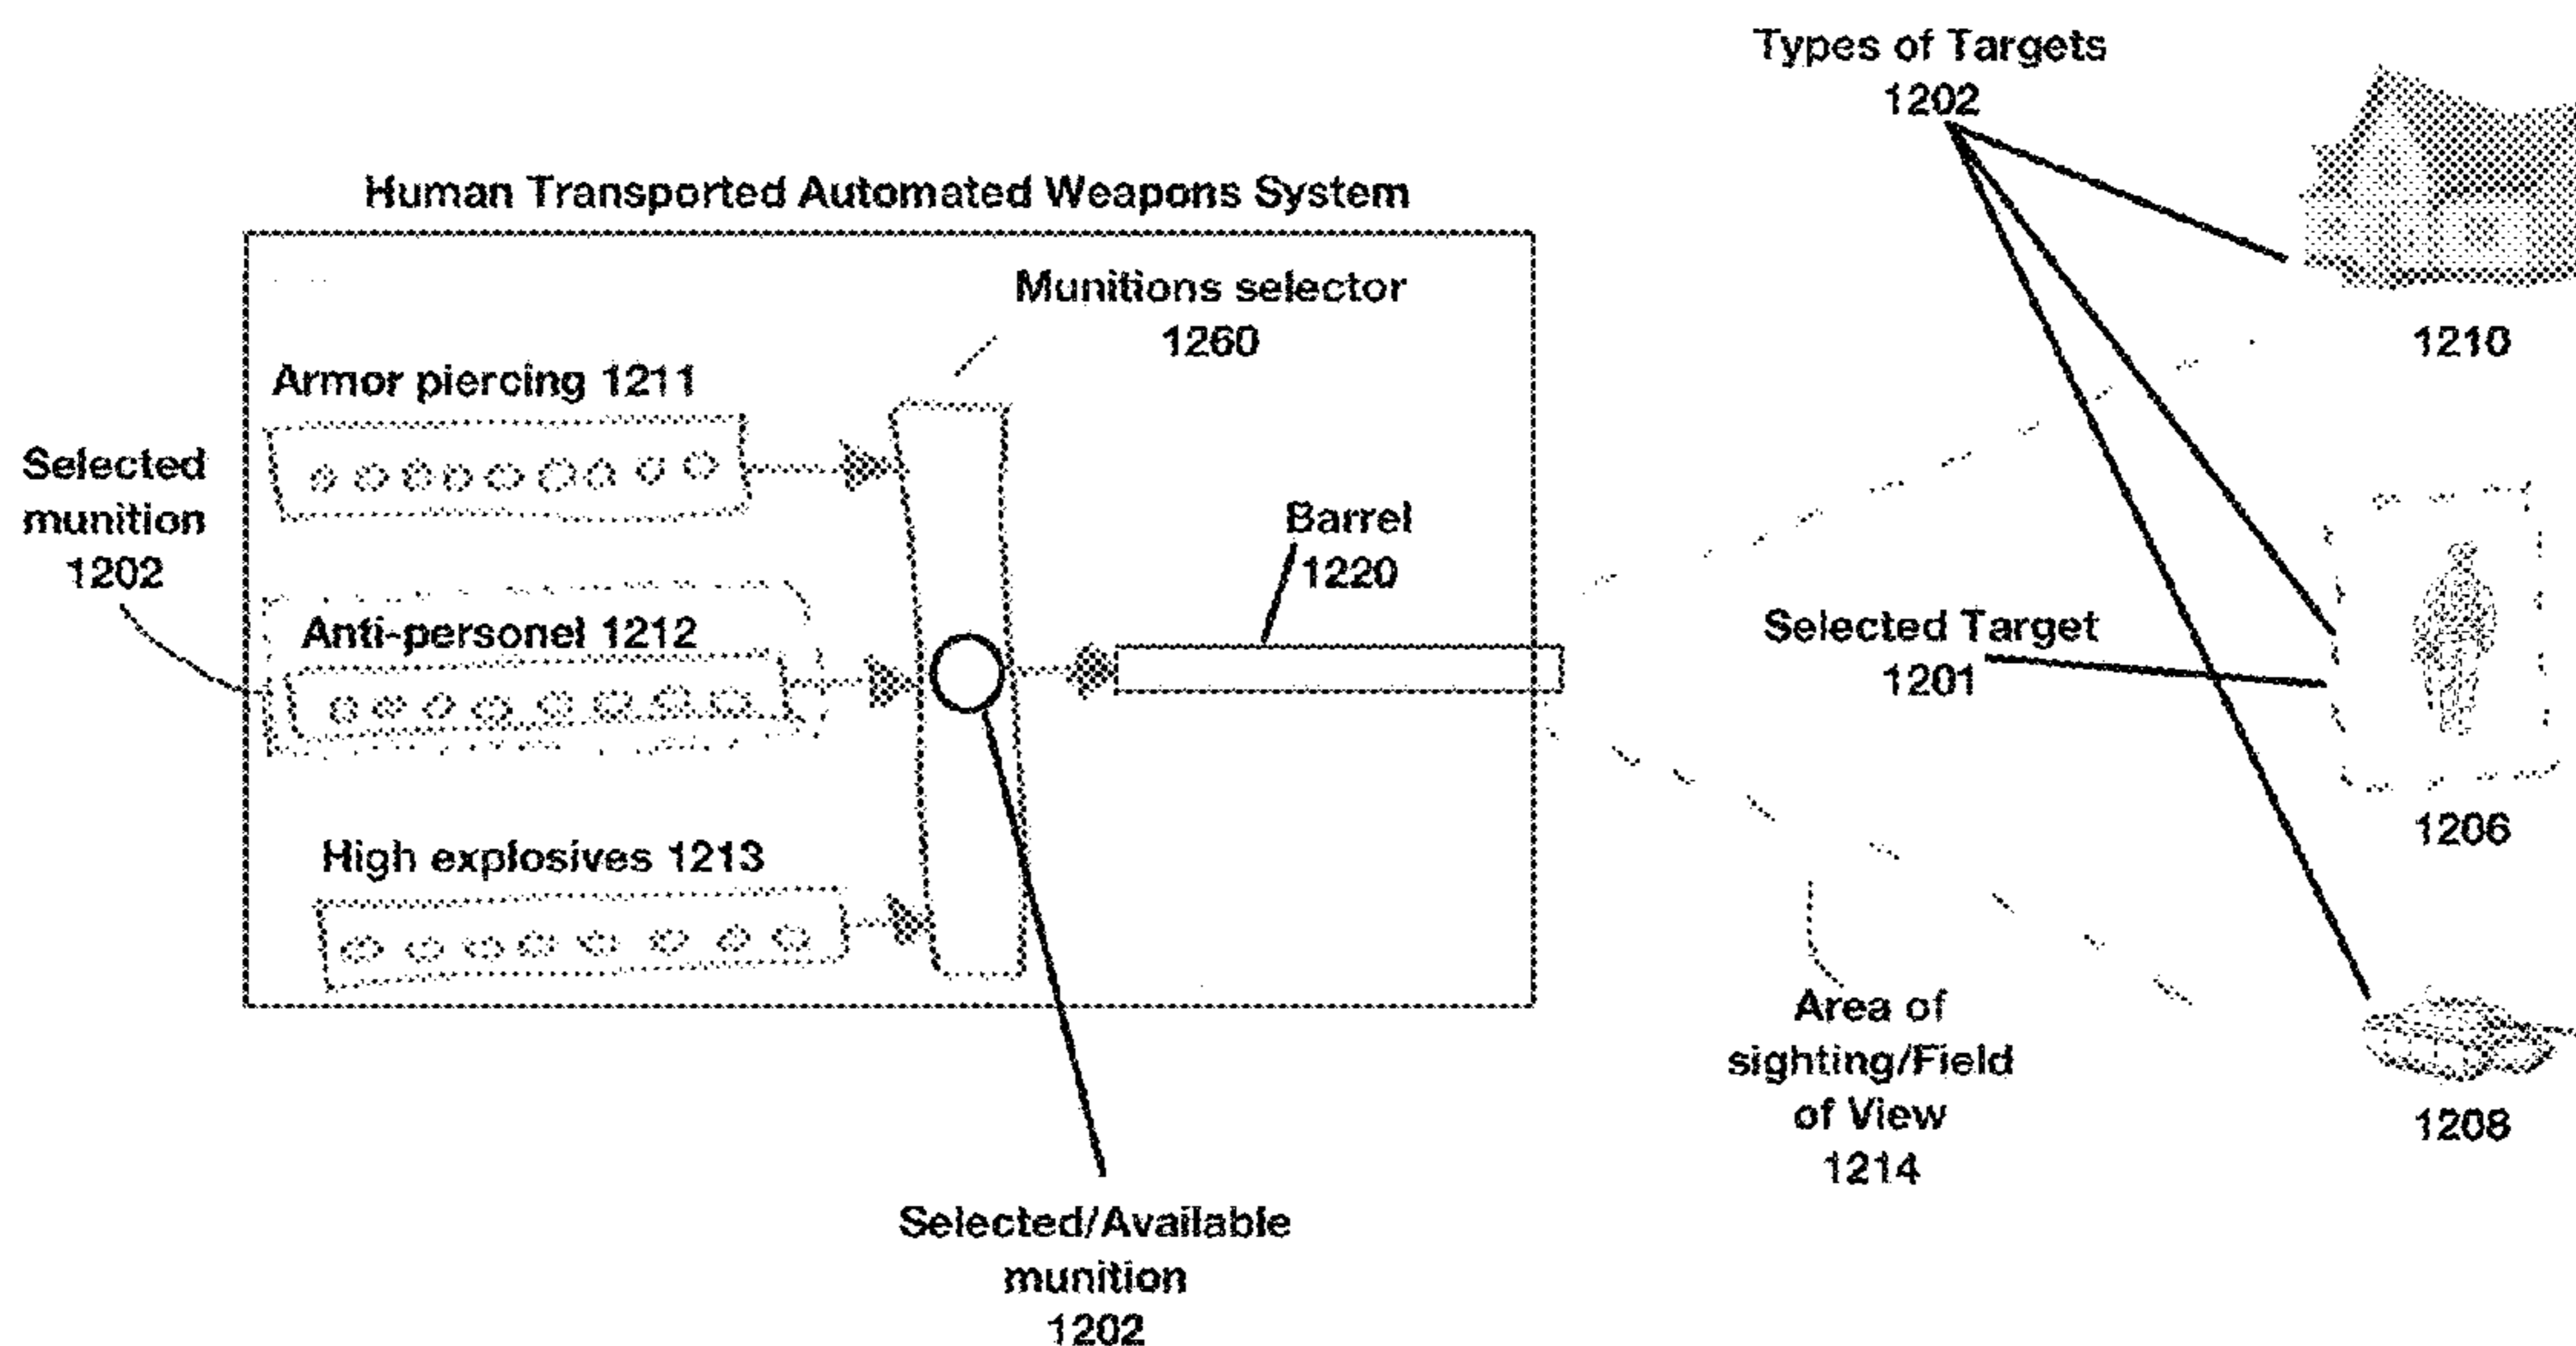 Types of Targets
1202
Human Transported Automated Weapons System
Munitions selector
1260
1210
Armor piercing 1211
Selected
munition
1202
Barrel
1220
Anti-personel 1212
Selected Target
1201
1206
High explosives 1213
Area of
sighting/Field
of View
1214
1208
Selected/Available
munition
1202